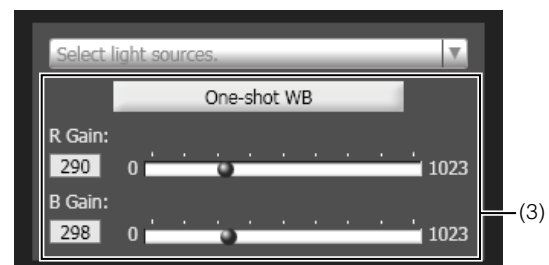 Select light sources.
One-shot WB
R Gain:
290 0 1023
B Gain:
298 0 1023
(3)